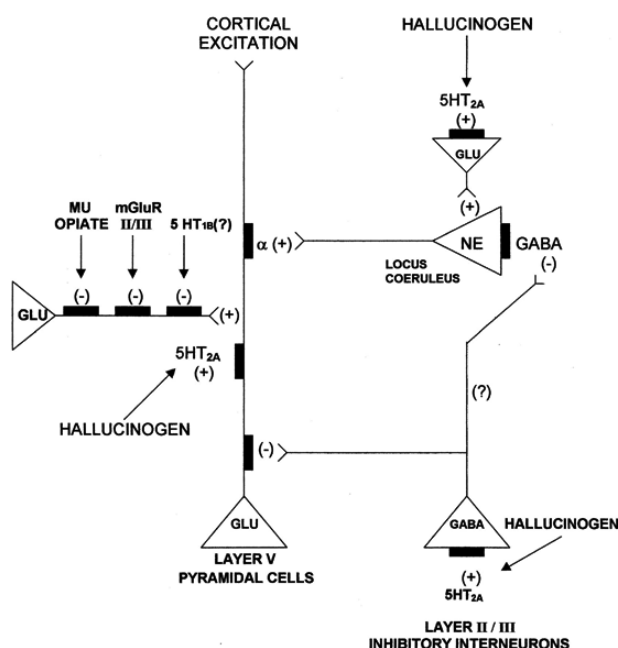 CORTICAL
EXCITATION
HALLUCINOGEN
5HT2A
(+)
GLU
(+)
MU
OPIATE
mGluR
II/III
5 HT1B(?)
α (+)
NE
GABA
(-)
LOCUS
COERULEUS
(-)
(-)
(-)
GLU
(+)
5HT2A
(+)
(?)
HALLUCINOGEN
(-)
GLU
GABA
HALLUCINOGEN
LAYER V
PYRAMIDAL CELLS
(+)
5HT2A
LAYER II / III
INHIBITORY INTERNEURONS